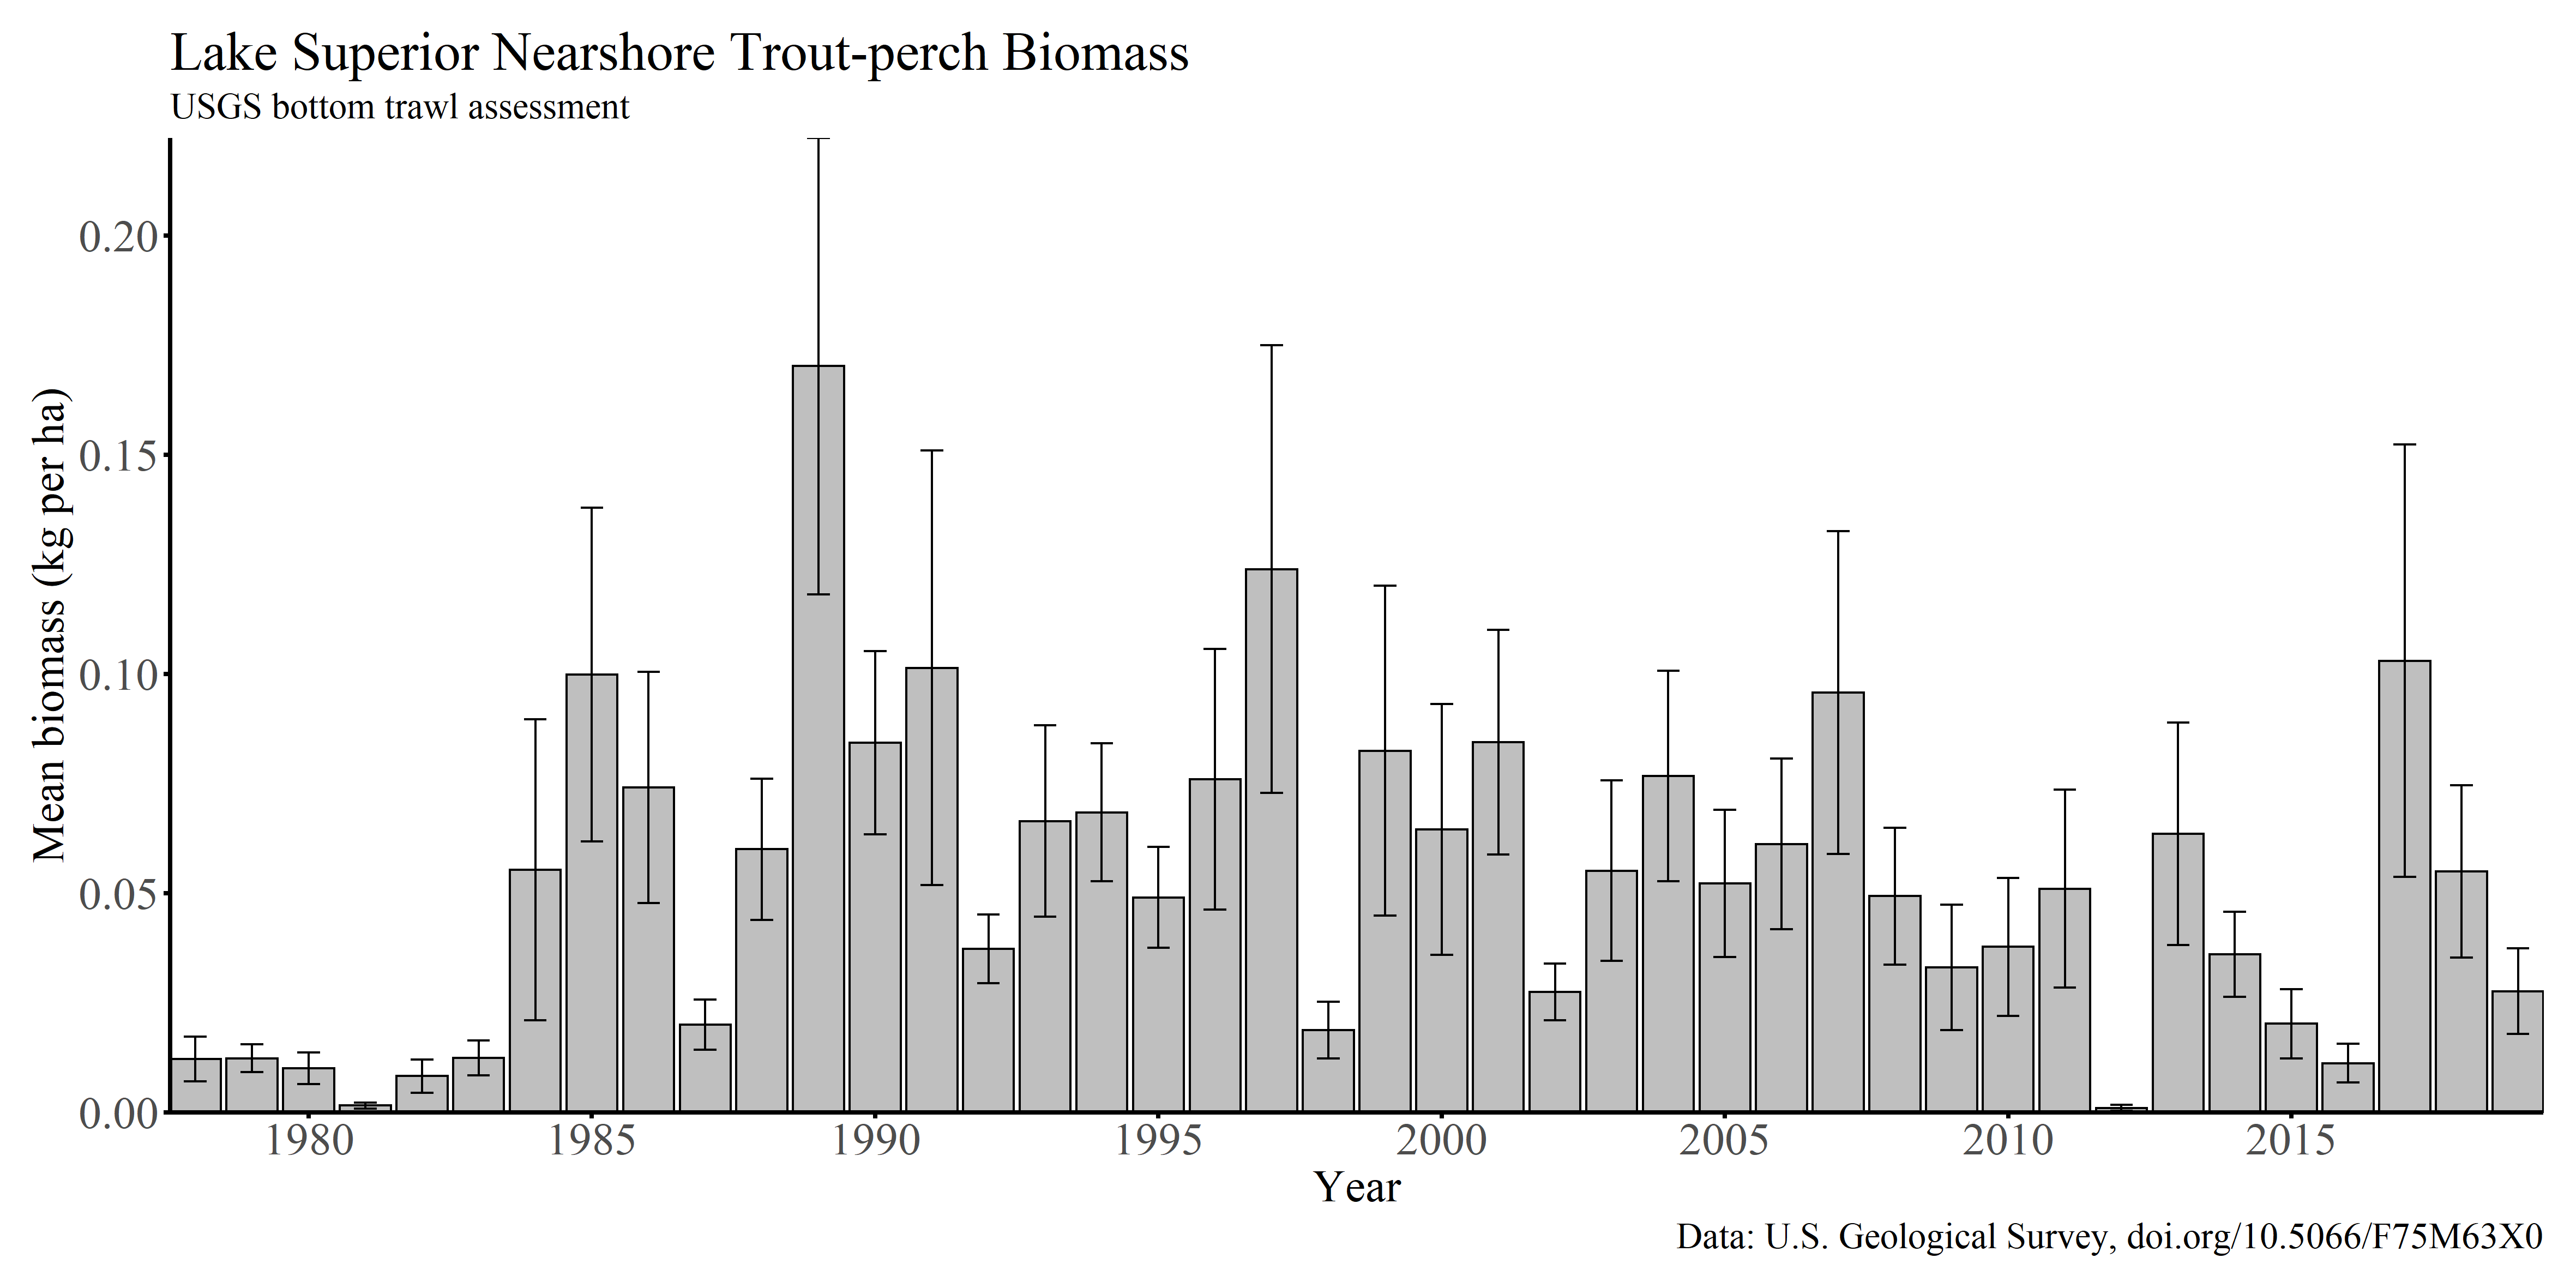 Lake Superior Nearshore Trout-perch Biomass
USGS bottom trawl assessment
Mean biomass (kg per ha)
0.20
0.15
0.10
0.05
0.00
1980 1985 1990 1995 2000 2005 2010 2015
Year
Data: U.S. Geological Survey, doi.org/10.5066/F75M63X0